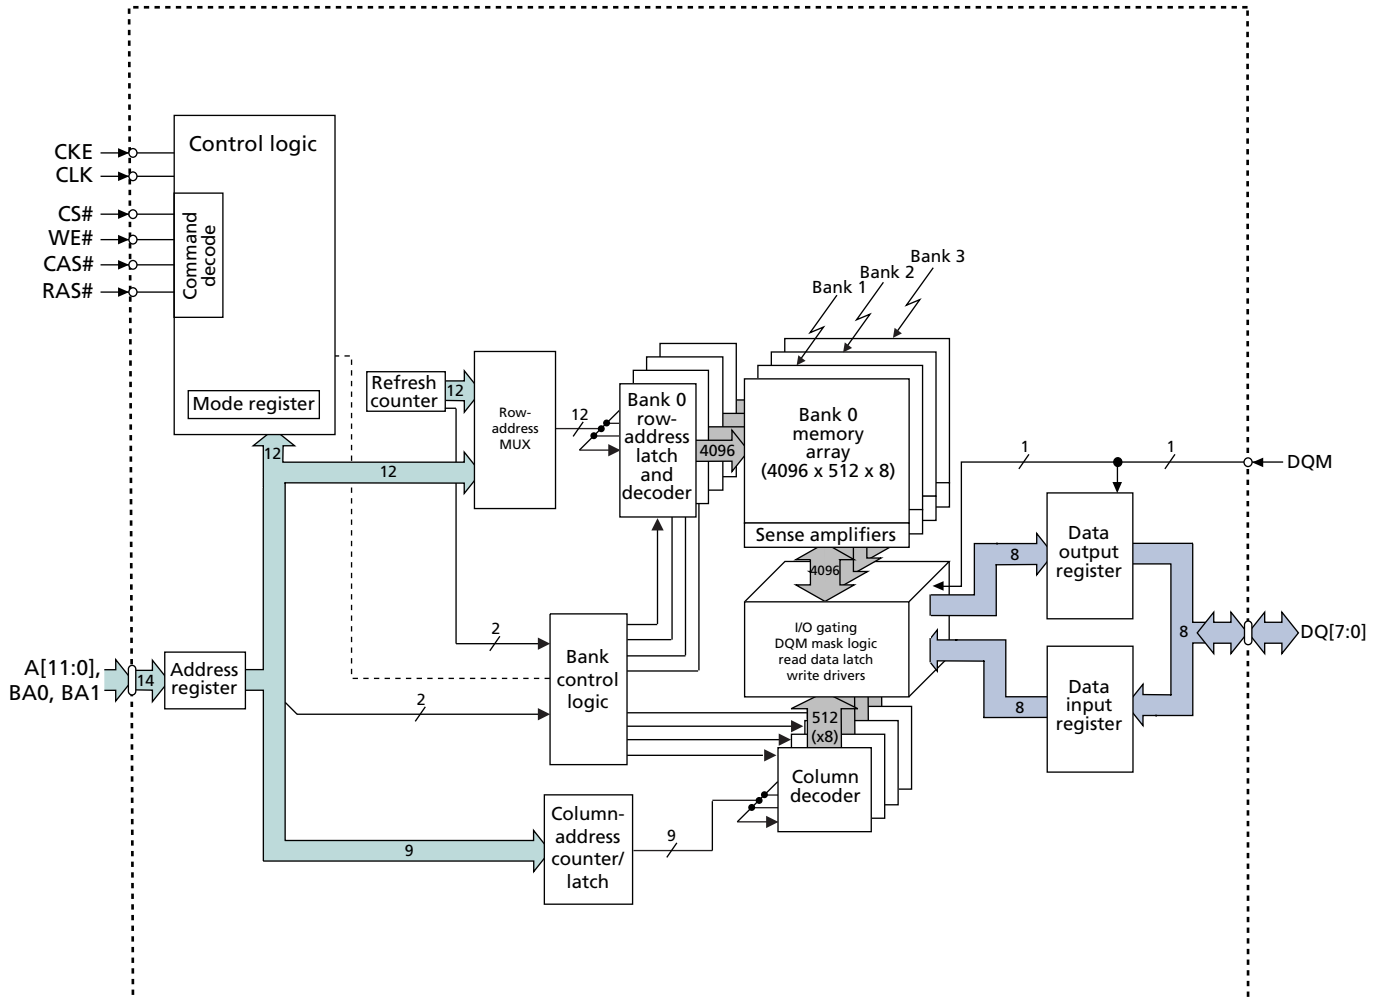 Control logic
CKE
CLK
CS#
WE#
CAS#
RAS#
Command
decode
Mode register
12
12
Refresh
counter
12
Row-
address
MUX
12
Bank 0
row-
address
latch
and
decoder
4096
Bank 1
Bank 2
Bank 3
Bank 0
memory
array
(4096 x 512 x 8)
Sense amplifiers
4096
I/O gating
DQM mask logic
read data latch
write drivers
512
(x8)
Column
decoder
1
1
DQM
Data
output
register
8
8
DQ[7:0]
Data
input
register
8
A[11:0],
BA0, BA1
14
Address
register
2
2
Bank
control
logic
9
Column-
address
counter/
latch
9